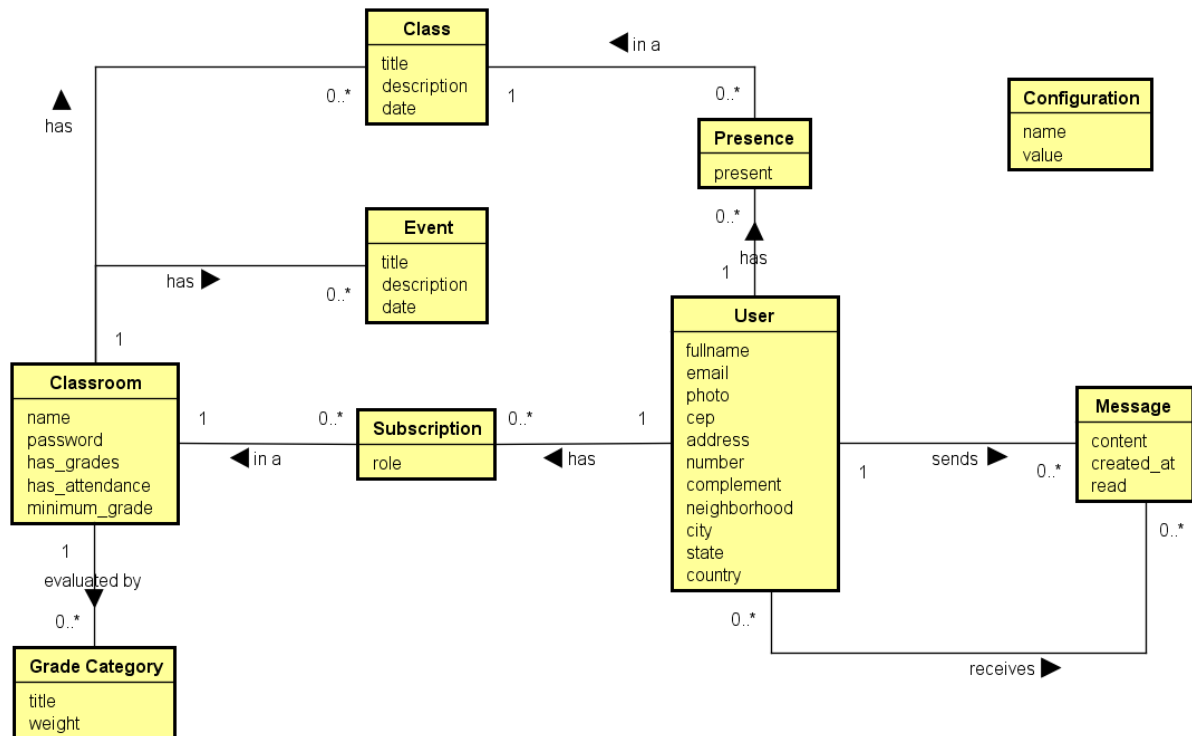 Class
title
description
date
in a
0..*
1
0..*
has
Configuration
name
value
Presence
present
0..*
has
1
Event
title
description
date
has
0..*
1
User
fullname
email
photo
cep
address
number
complement
neighborhood
city
state
country
Classroom
name
password
has_grades
has_attendance
minimum_grade
1
0..*
in a
Subscription
role
0..*
1
has
1
sends
0..*
Message
content
created_at
read
0..*
0..*
receives
1
evaluated by
0..*
Grade Category
title
weight